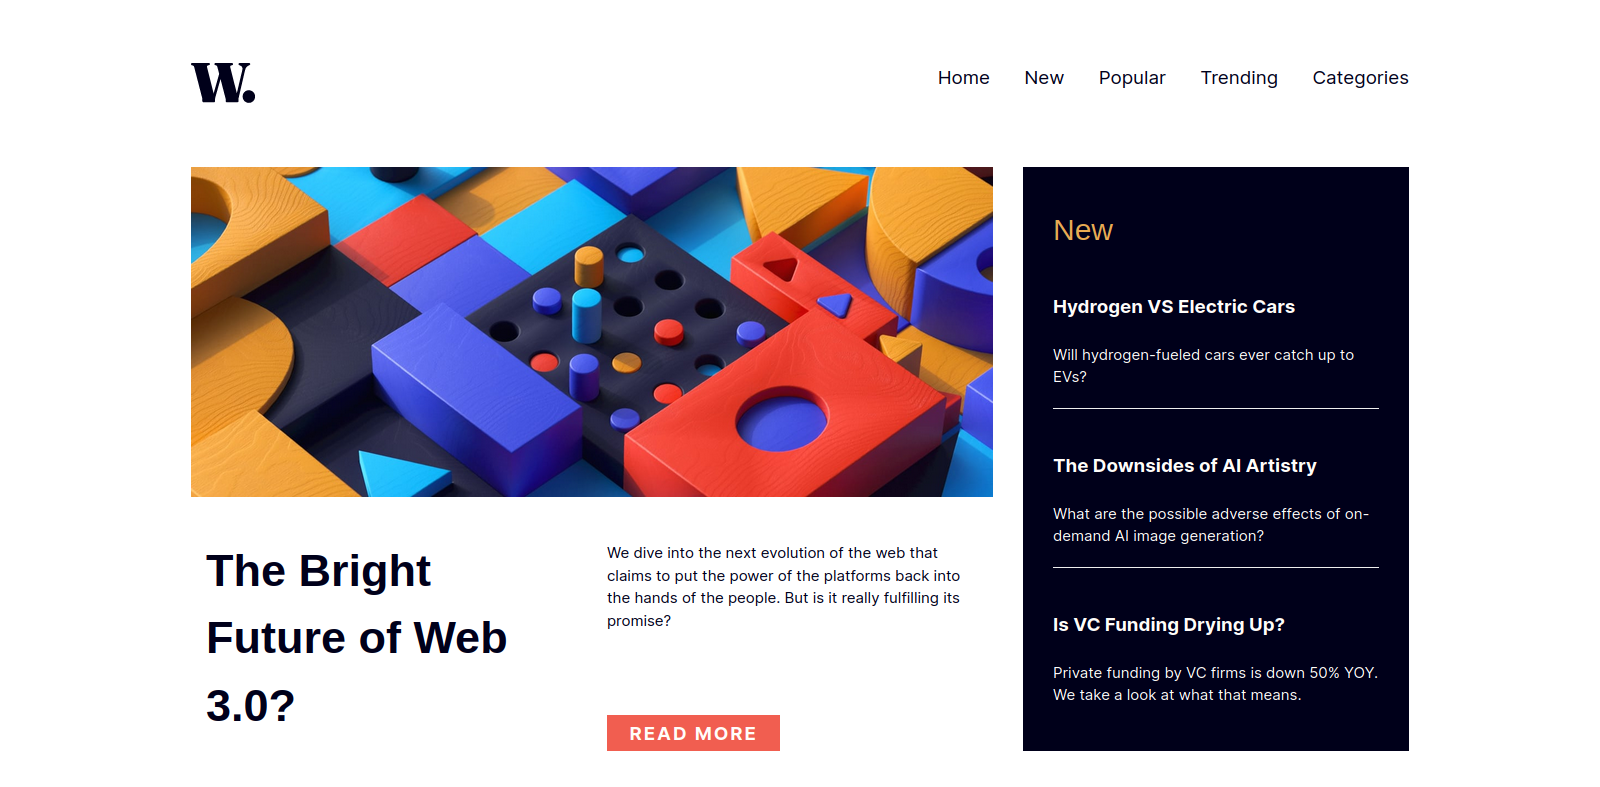 W.
Home New Popular Trending Categories
The Bright
Future of Web
3.0?
We dive into the next evolution of the web that
claims to put the power of the platforms back into
the hands of the people. But is it really fulfilling its
promise?
READ MORE
New
Hydrogen VS Electric Cars
Will hydrogen-fueled cars ever catch up to
EVs?
The Downsides of AI Artistry
What are the possible adverse effects of on-
demand AI image generation?
Is VC Funding Drying Up?
Private funding by VC firms is down 50% YOY.
We take a look at what that means.